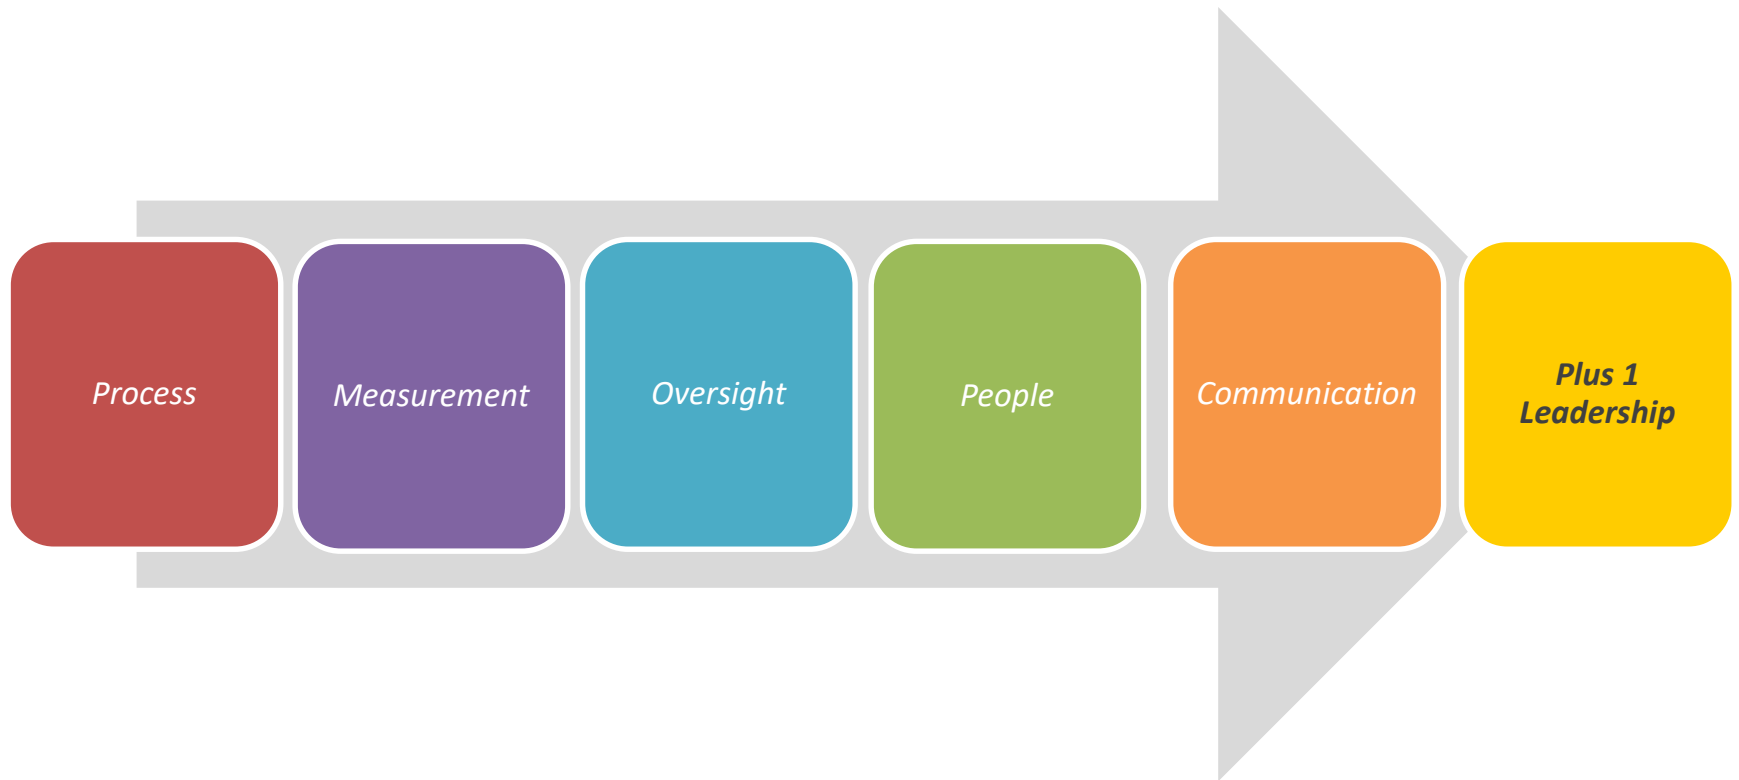 Process
Measurement
Oversight
People
Communication
Plus 1
Leadership